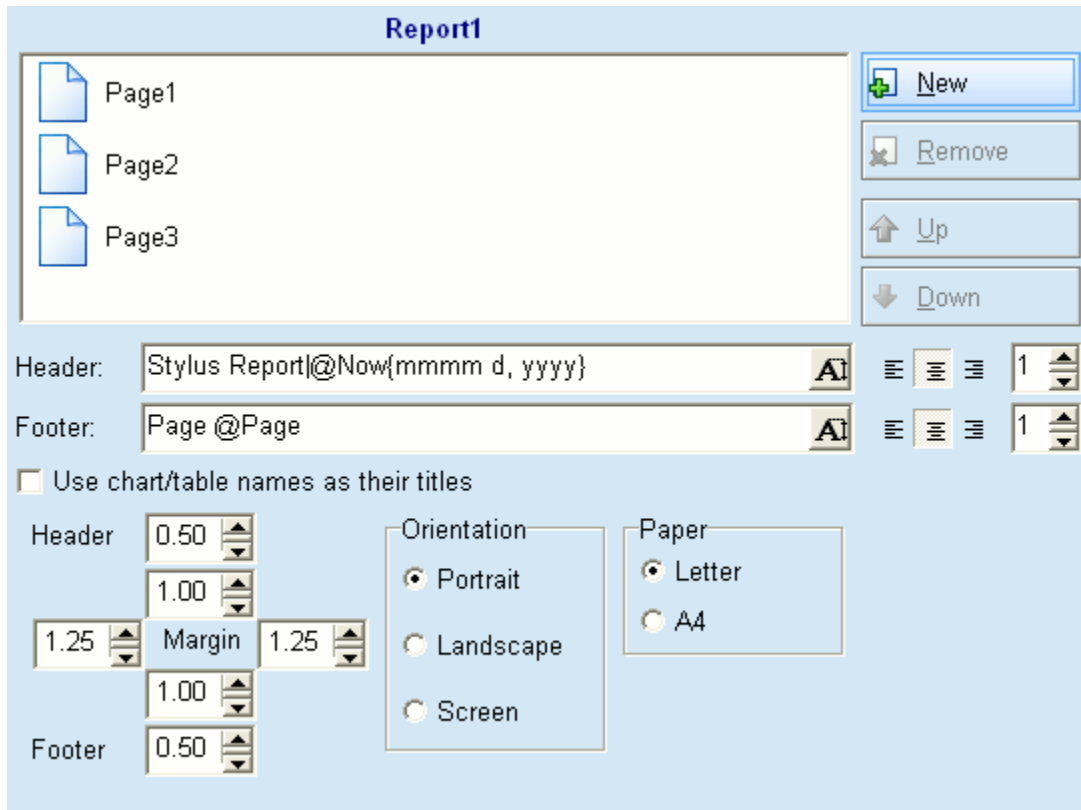 Report1
Page1
Page2
Page3
New
Remove
Up
Down
Header: Stylus Report|@Now{mmmm d, yyyy} A 1
Footer: Page @Page A 1
Use chart/table names as their titles
Header 0.50
1.00
1.25 Margin 1.25
1.00
Footer 0.50
Orientation
Portrait
Landscape
Screen
Paper
Letter
A4